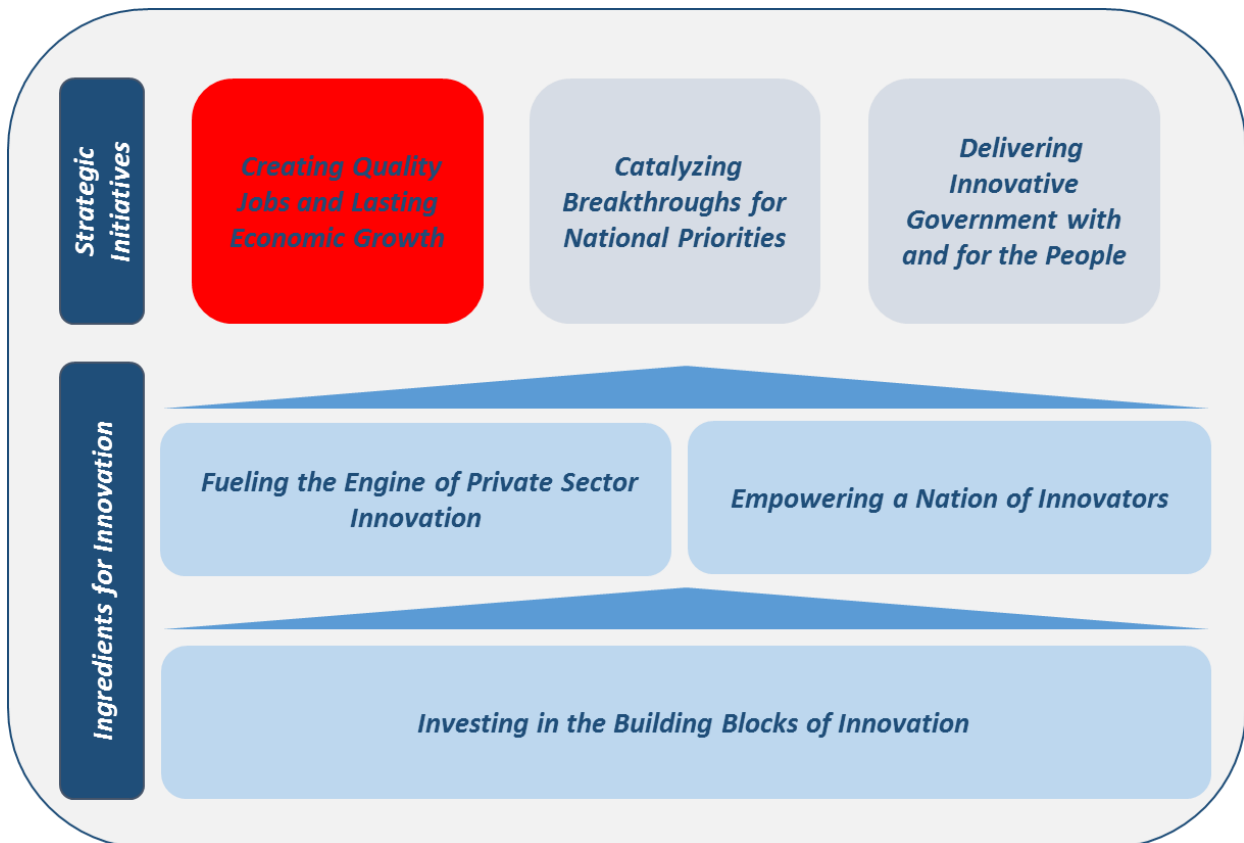 Strategic
Initiatives
Creating Quality
Jobs and Lasting
Economic Growth
Catalyzing
Breakthroughs for
National Priorities
Delivering
Innovative
Government with
and for the People
Ingredients for Innovation
Fueling the Engine of Private Sector
Innovation
Empowering a Nation of Innovators
Investing in the Building Blocks of Innovation